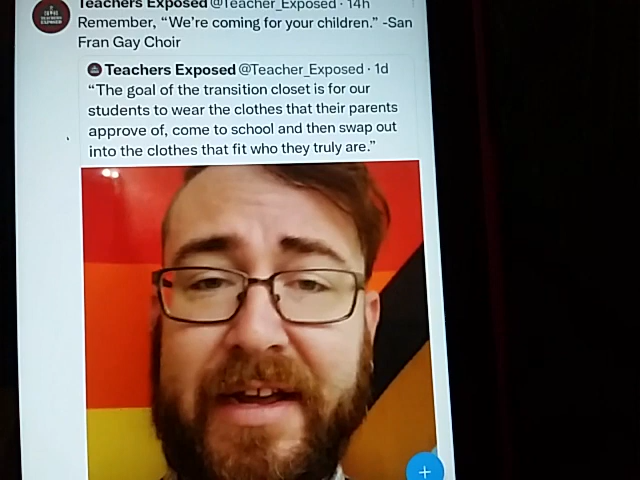 Teachers Exposed @Teacher_Exposed · 14h
Remember, “We’re coming for your children.” -San
Fran Gay Choir
Teachers Exposed @Teacher_Exposed · 1d
“The goal of the transition closet is for our
students to wear the clothes that their parents
approve of, come to school and then swap out
into the clothes that fit who they truly are.”